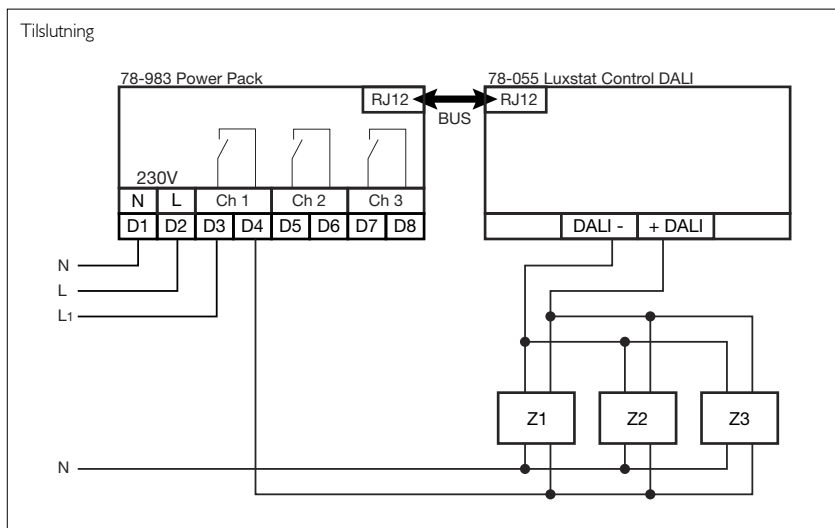 Tilslutning
78-983 Power Pack
78-055 Luxstat Control DALI
RJ12
RJ12
BUS
230V
N L Ch 1 Ch 2 Ch 3
D1 D2 D3 D4 D5 D6 D7 D8
DALI - + DALI
N
L
L1
Z1 Z2 Z3
N